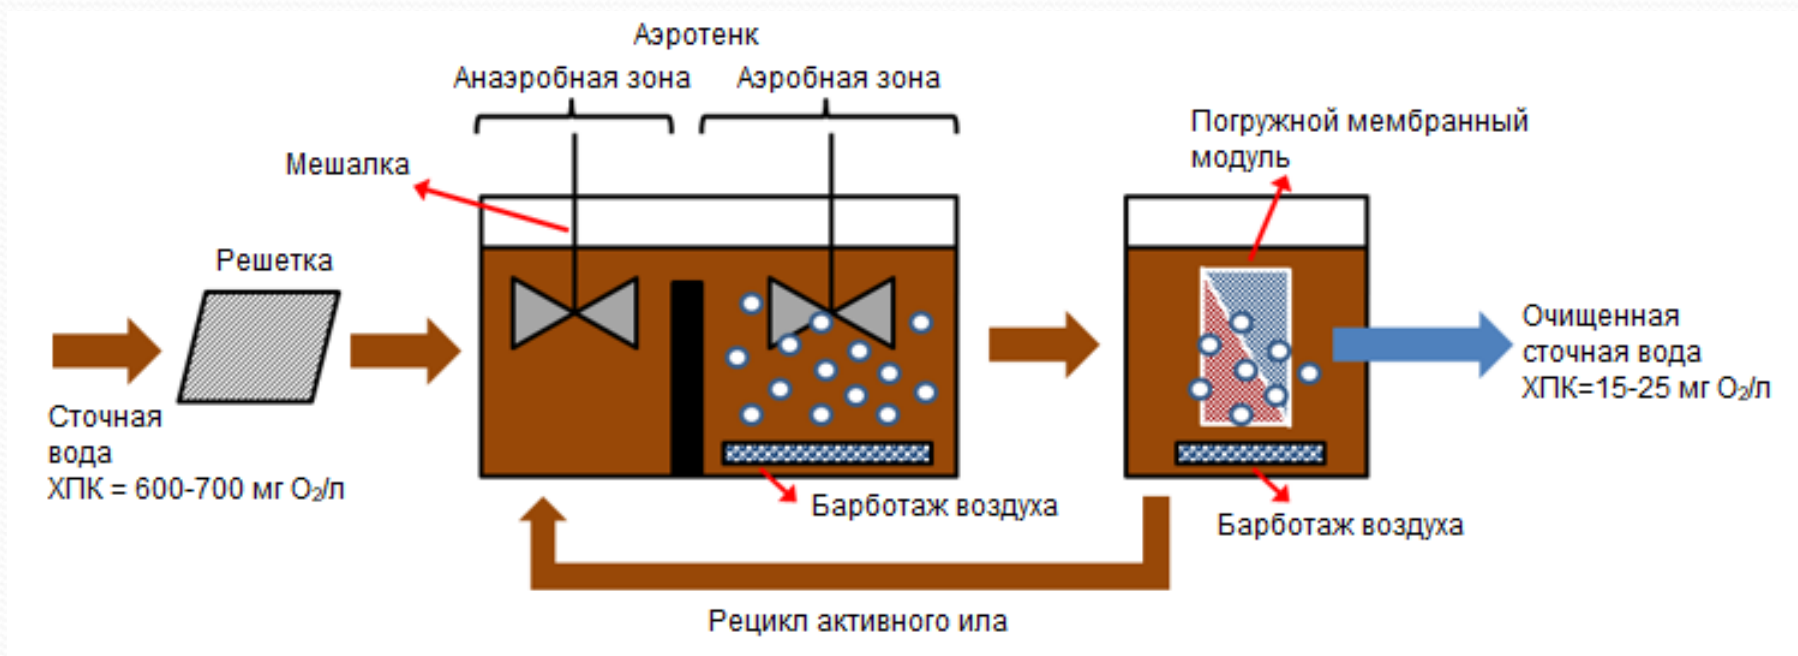 Аэротенк
Анаэробная зона
Аэробная зона
Погружной мембранный
модуль
Мешалка
Решетка
Сточная
вода
ХПК = 600-700 мг O₂/л
Очищенная
сточная вода
ХПК=15-25 мг O₂/л
Барботаж воздуха
Барботаж воздуха
Рецикл активного ила